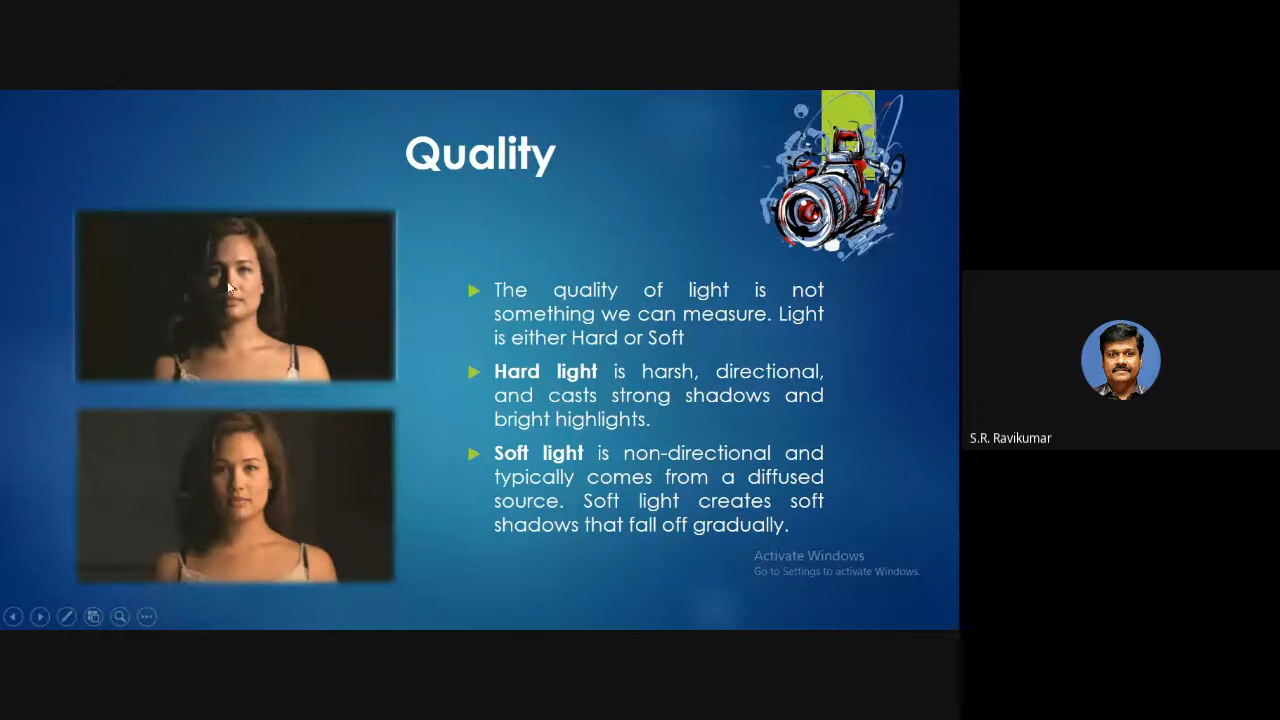 Quality
The quality of light is not
something we can measure. Light
is either Hard or Soft
Hard light is harsh, directional,
and casts strong shadows and
bright highlights.
Soft light is non-directional and
typically comes from a diffused
source. Soft light creates soft
shadows that fall off gradually.
Activate Windows
Go to Settings to activate Windows.
S.R. Ravikumar